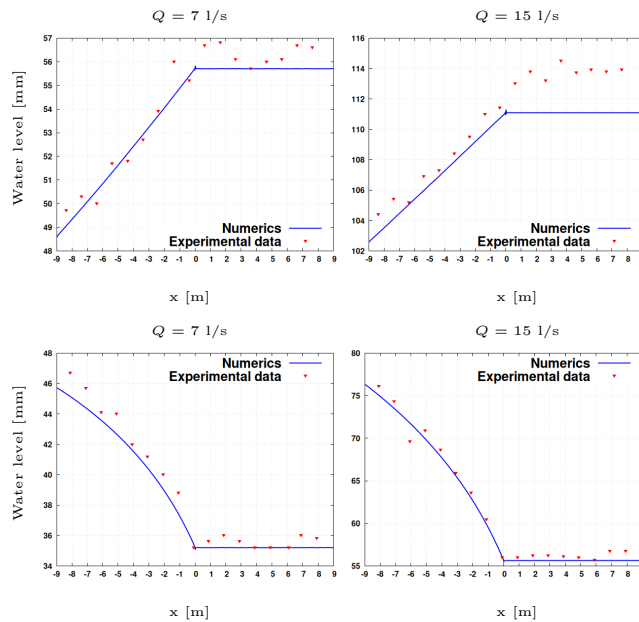 Q = 7 l/s
Q = 15 l/s
Water level [mm]
57
56
55
54
53
52
51
50
49
48
Numerics
Experimental data
-9 -8 -7 -6 -5 -4 -3 -2 -1 0 1 2 3 4 5 6 7 8 9
x [m]
116
114
112
110
108
106
104
102
Numerics
Experimental data
-9 -8 -7 -6 -5 -4 -3 -2 -1 0 1 2 3 4 5 6 7 8
x [m]
Q = 7 l/s
Q = 15 l/s
Water level [mm]
48
46
44
42
40
38
36
34
Numerics
Experimental data
-9 -8 -7 -6 -5 -4 -3 -2 -1 0 1 2 3 4 5 6 7 8 9
x [m]
80
75
70
65
60
55
Numerics
Experimental data
-9 -8 -7 -6 -5 -4 -3 -2 -1 0 1 2 3 4 5 6 7 8
x [m]